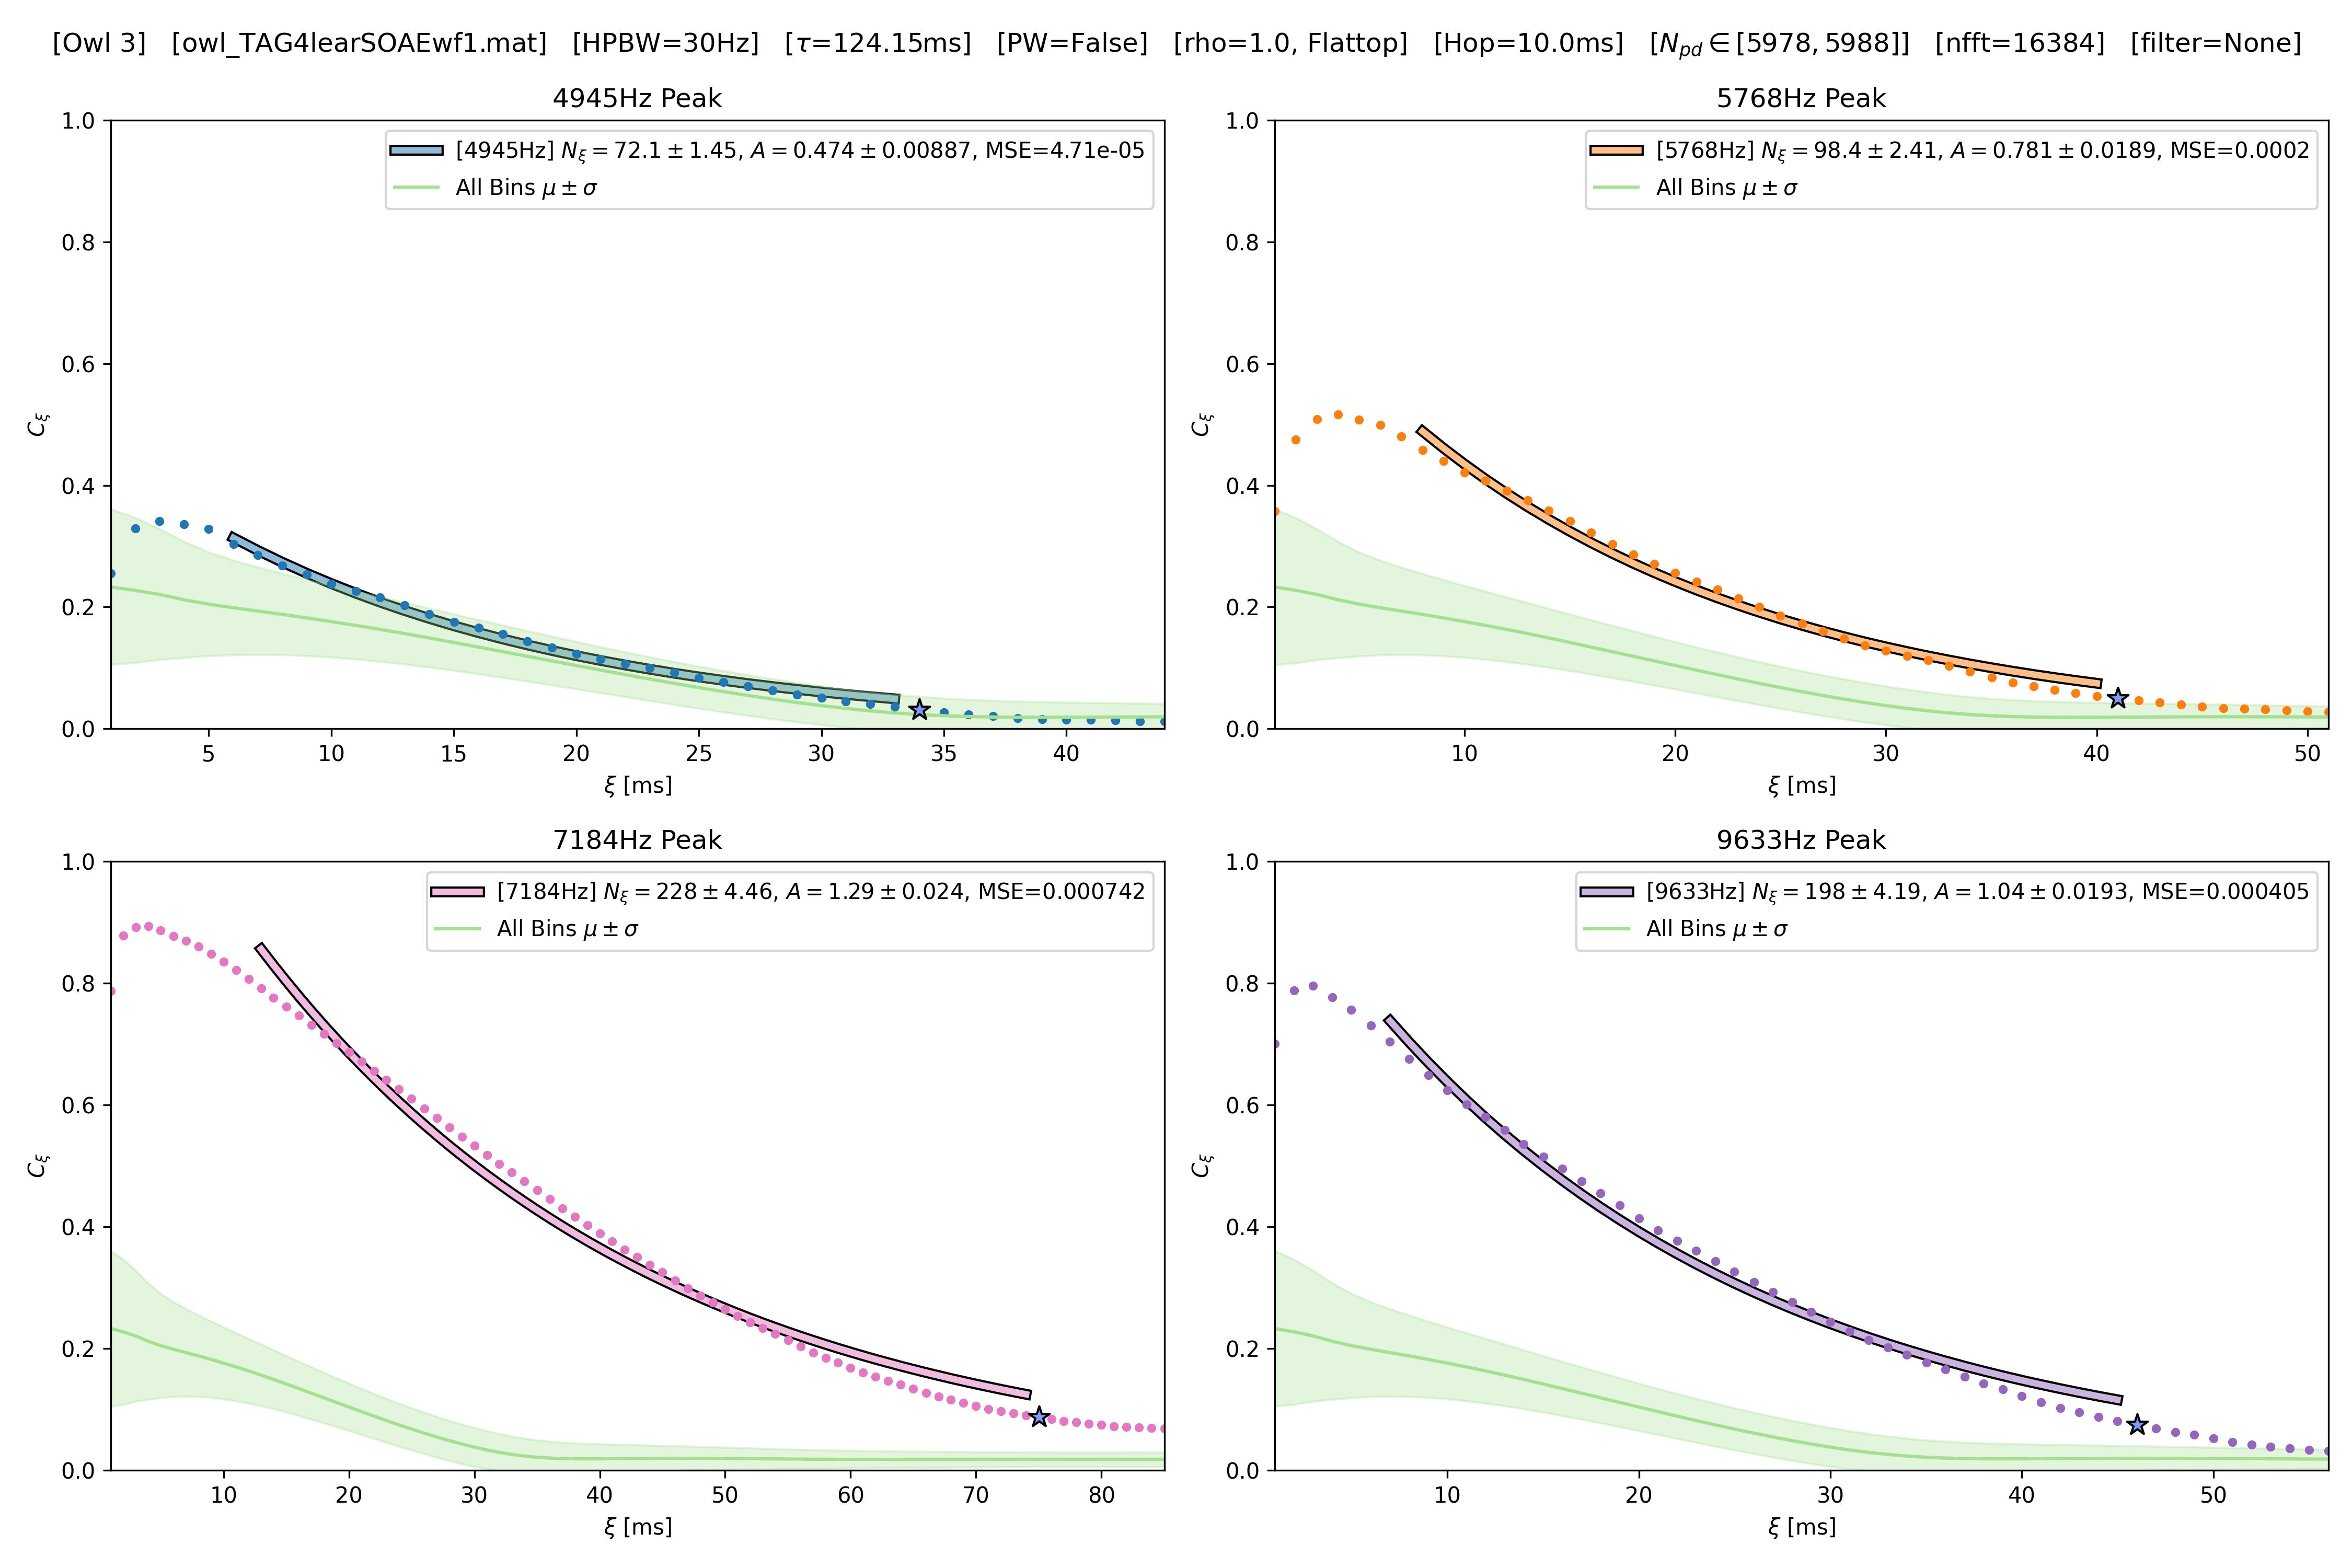 [Owl 3] [owl_TAG4learSOAEwf1.mat] [HPBW=30Hz] [τ=124.15ms] [PW=False] [rho=1.0, Flattop] [Hop=10.0ms] [N_pd ∈ [5978, 5988]] [nfft=16384] [filter=None]
4945Hz Peak
[4945Hz] N_ξ = 72.1 ± 1.45, A = 0.474 ± 0.00887, MSE=4.71e-05
All Bins μ ± σ
1.0
0.8
0.6
0.4
0.2
0.0
C_ξ
5 10 15 20 25 30 35 40
ξ [ms]
5768Hz Peak
[5768Hz] N_ξ = 98.4 ± 2.41, A = 0.781 ± 0.0189, MSE=0.0002
All Bins μ ± σ
1.0
0.8
0.6
0.4
0.2
0.0
C_ξ
10 20 30 40 50
ξ [ms]
7184Hz Peak
[7184Hz] N_ξ = 228 ± 4.46, A = 1.29 ± 0.024, MSE=0.000742
All Bins μ ± σ
1.0
0.8
0.6
0.4
0.2
0.0
C_ξ
10 20 30 40 50 60 70 80
ξ [ms]
9633Hz Peak
[9633Hz] N_ξ = 198 ± 4.19, A = 1.04 ± 0.0193, MSE=0.000405
All Bins μ ± σ
1.0
0.8
0.6
0.4
0.2
0.0
C_ξ
10 20 30 40 50
ξ [ms]